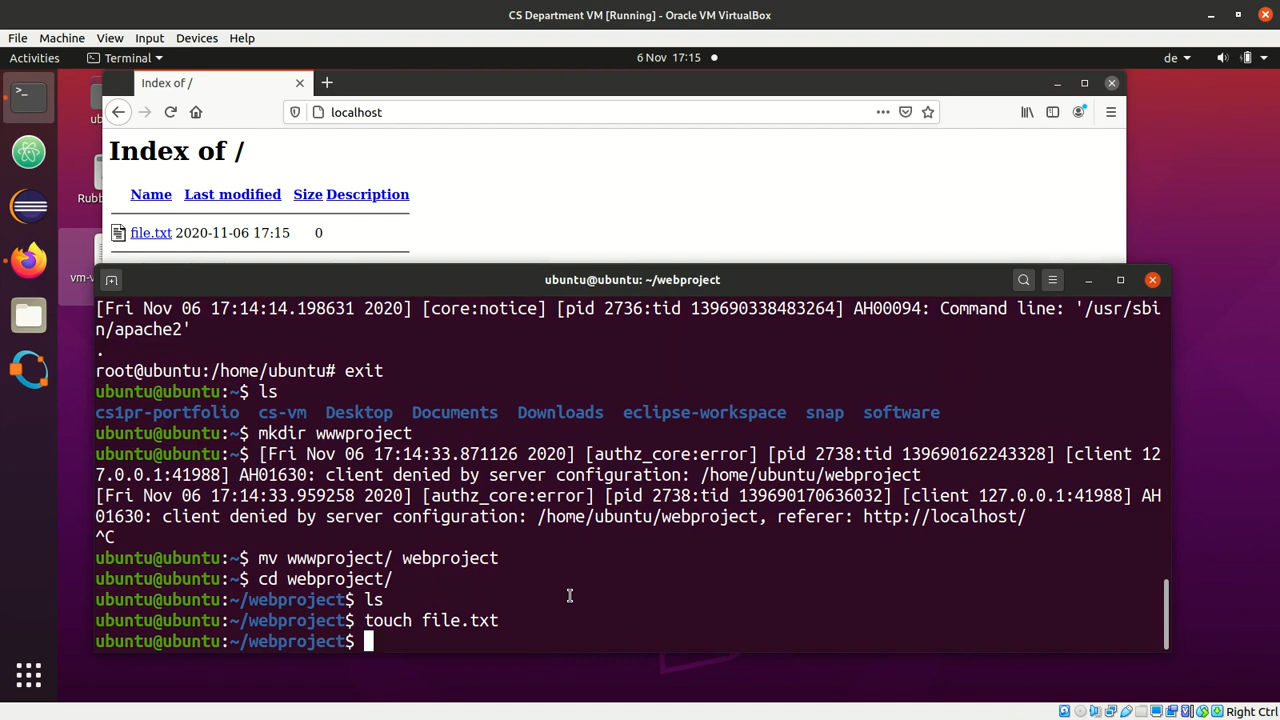 CS Department VM [Running] - Oracle VM VirtualBox
File Machine View Input Devices Help
Activities Terminal 6 Nov 17:15 de
Index of /
localhost
Index of /
Name Last modified Size Description
file.txt 2020-11-06 17:15 0
ub
Rubb
vm-v
ubuntu@ubuntu: ~/webproject
[Fri Nov 06 17:14:14.198631 2020] [core:notice] [pid 2736:tid 139690338483264] AH00094: Command line: '/usr/sbi
n/apache2'
.
root@ubuntu:/home/ubuntu# exit
ubuntu@ubuntu:~$ ls
cs1pr-portfolio cs-vm Desktop Documents Downloads eclipse-workspace snap software
ubuntu@ubuntu:~$ mkdir wwwproject
ubuntu@ubuntu:~$ [Fri Nov 06 17:14:33.871126 2020] [authz_core:error] [pid 2738:tid 139690162243328] [client 12
7.0.0.1:41988] AH01630: client denied by server configuration: /home/ubuntu/webproject
[Fri Nov 06 17:14:33.959258 2020] [authz_core:error] [pid 2738:tid 139690170636032] [client 127.0.0.1:41988] AH
01630: client denied by server configuration: /home/ubuntu/webproject, referer: http://localhost/
^C
ubuntu@ubuntu:~$ mv wwwproject/ webproject
ubuntu@ubuntu:~$ cd webproject/
ubuntu@ubuntu:~/webproject$ ls
ubuntu@ubuntu:~/webproject$ touch file.txt
ubuntu@ubuntu:~/webproject$
Right Ctrl